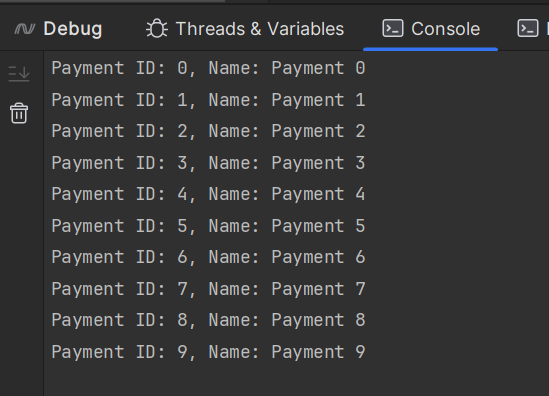 Debug Threads & Variables Console
Payment ID: 0, Name: Payment 0
Payment ID: 1, Name: Payment 1
Payment ID: 2, Name: Payment 2
Payment ID: 3, Name: Payment 3
Payment ID: 4, Name: Payment 4
Payment ID: 5, Name: Payment 5
Payment ID: 6, Name: Payment 6
Payment ID: 7, Name: Payment 7
Payment ID: 8, Name: Payment 8
Payment ID: 9, Name: Payment 9